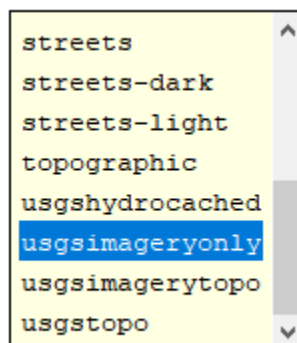 streets
streets-dark
streets-light
topographic
usgshydrocached
usgsimageryonly
usgsimagerytopo
usgstopo